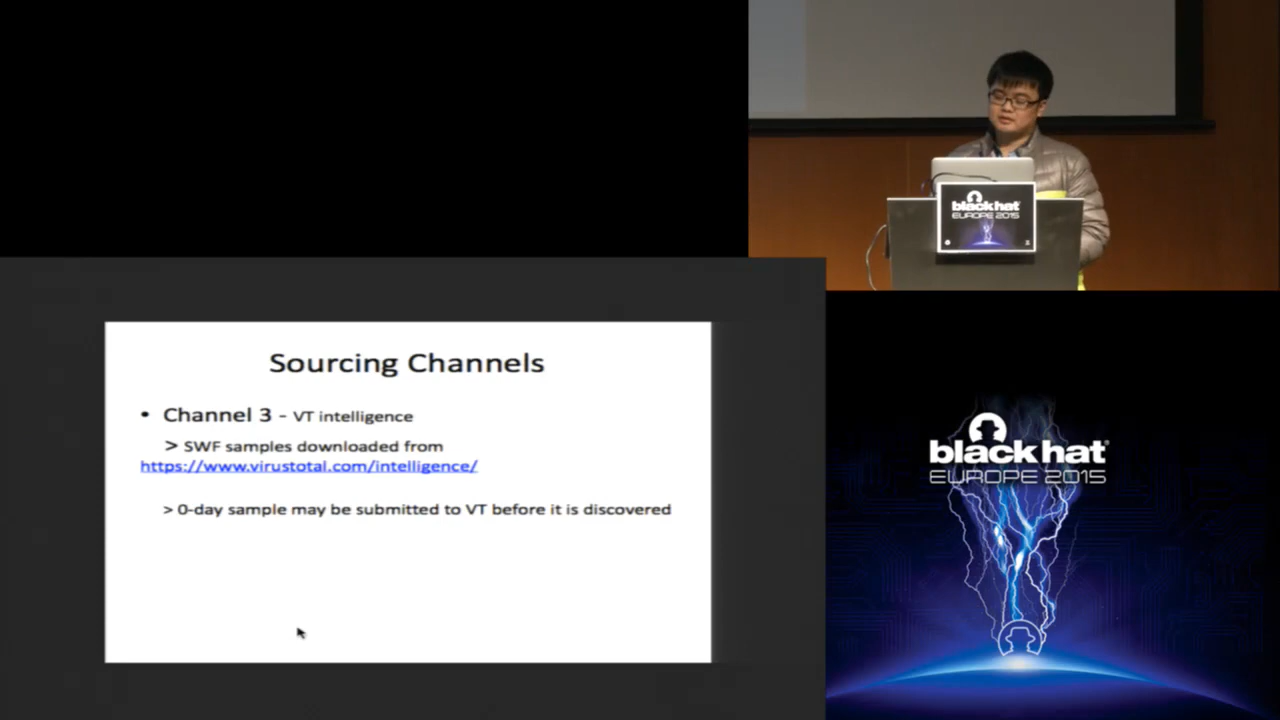 black hat
EUROPE 2015
Sourcing Channels
• Channel 3 - VT intelligence
> SWF samples downloaded from
https://www.virustotal.com/intelligence/
> 0-day sample may be submitted to VT before it is discovered
black hat®
EUROPE 2015